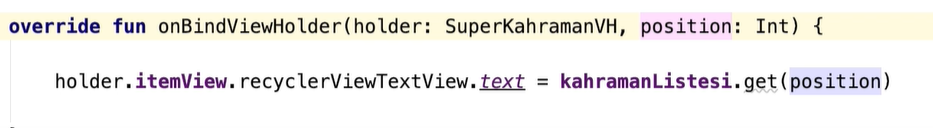 override fun onBindViewHolder(holder: SuperKahramanVH, position: Int) {
holder.itemView.recyclerViewTextView.text = kahramanListesi.get(position)